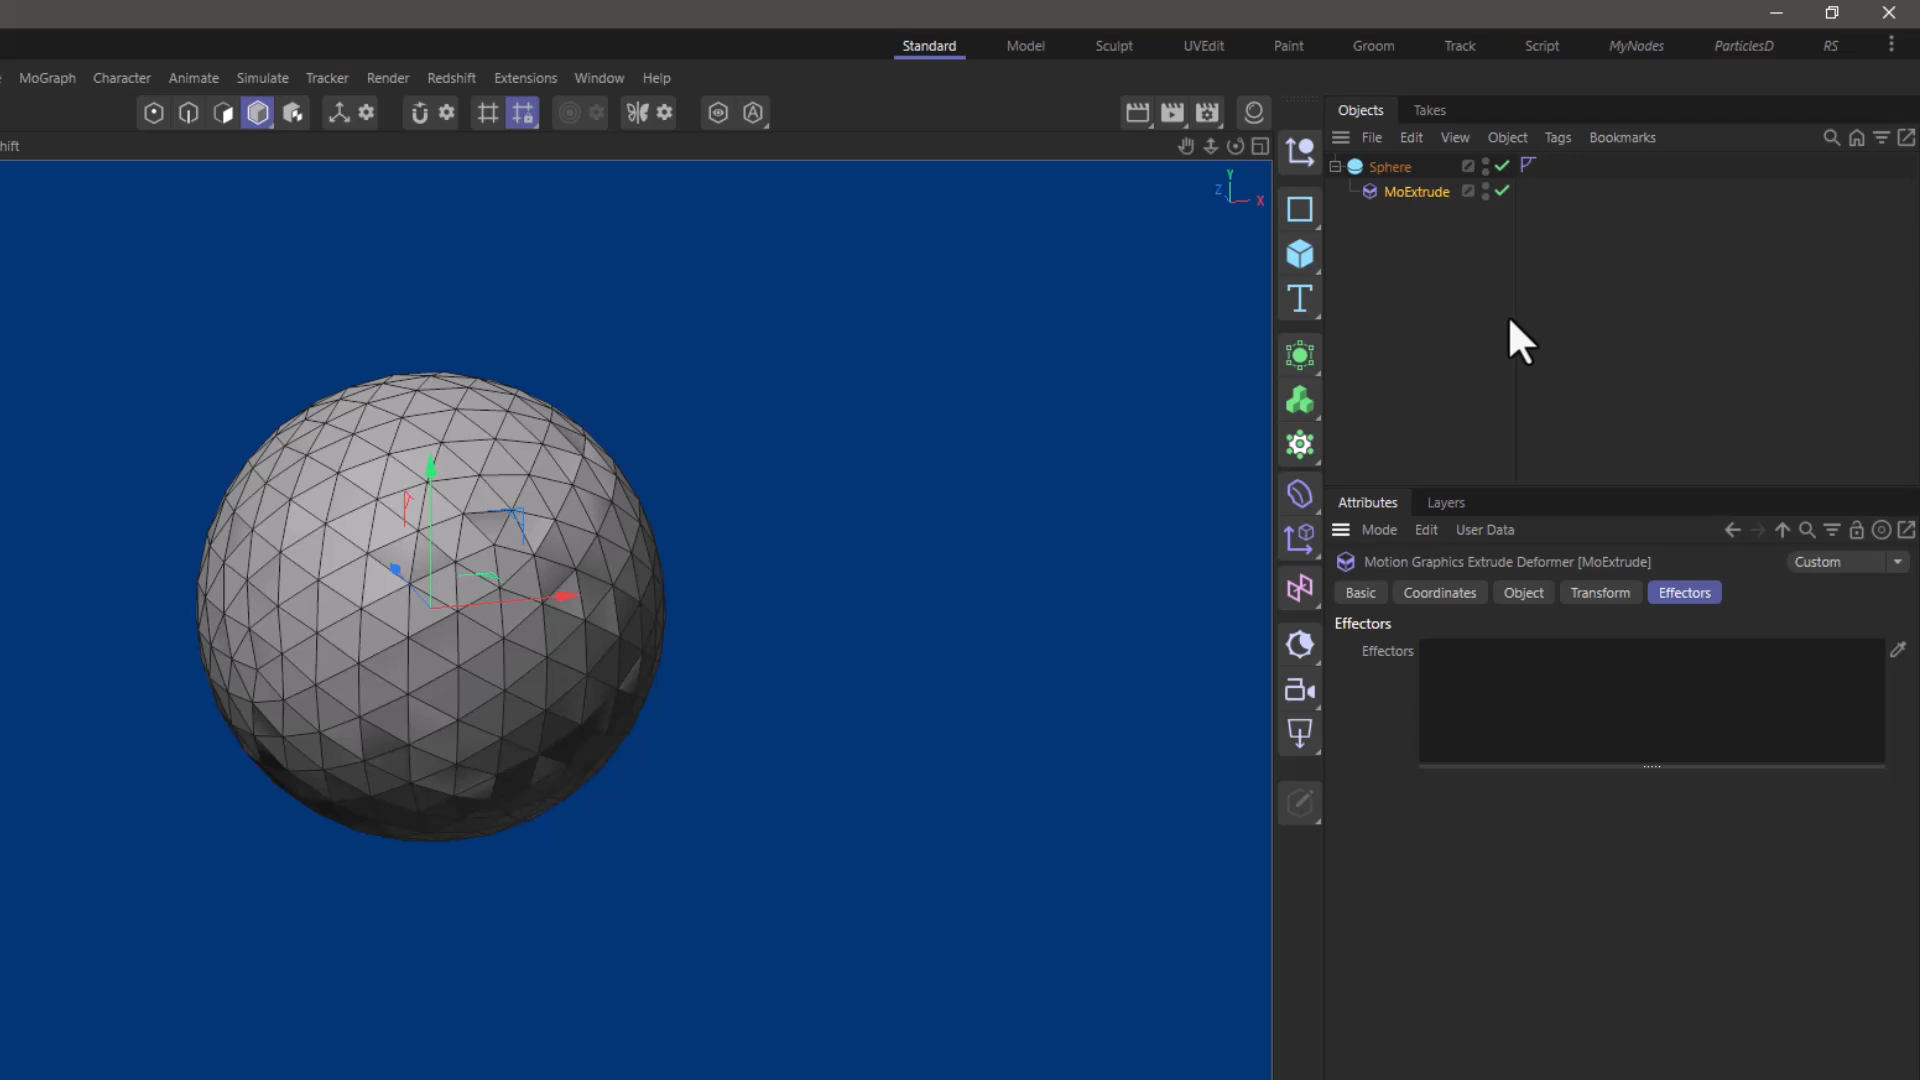 Standard Model Sculpt UVEdit Paint Groom Track Script MyNodes ParticlesD RS
MoGraph Character Animate Simulate Tracker Render Redshift Extensions Window Help
hift
Y
Z
X
Objects Takes
File Edit View Object Tags Bookmarks
Sphere
MoExtrude
Attributes Layers
Mode Edit User Data
Motion Graphics Extrude Deformer [MoExtrude] Custom
Basic Coordinates Object Transform Effectors
Effectors
Effectors